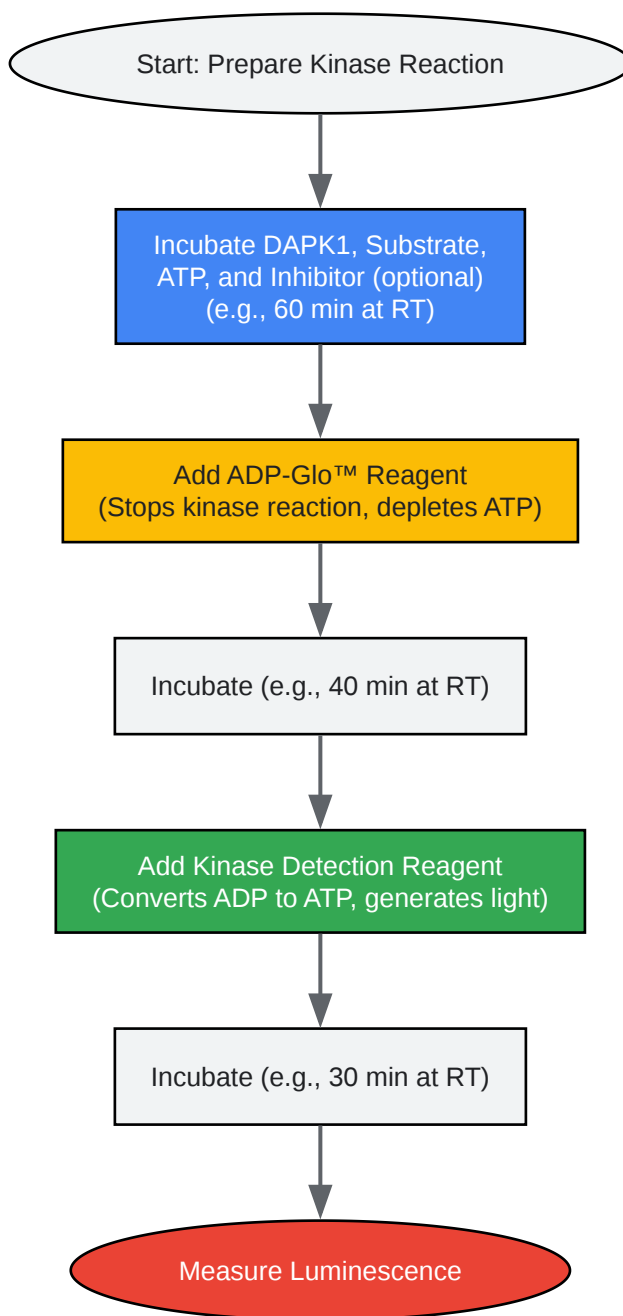 Start: Prepare Kinase Reaction
Incubate DAPK1, Substrate,
ATP, and Inhibitor (optional)
(e.g., 60 min at RT)
Add ADP-Glo™ Reagent
(Stops kinase reaction, depletes ATP)
Incubate (e.g., 40 min at RT)
Add Kinase Detection Reagent
(Converts ADP to ATP, generates light)
Incubate (e.g., 30 min at RT)
Measure Luminescence